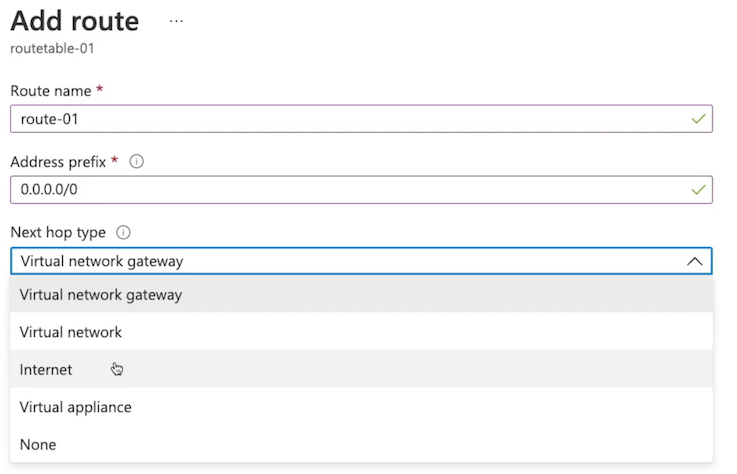 Add route ...
routetable-01
Route name *
route-01
Address prefix *
0.0.0.0/0
Next hop type
Virtual network gateway
Virtual network gateway
Virtual network
Internet
Virtual appliance
None